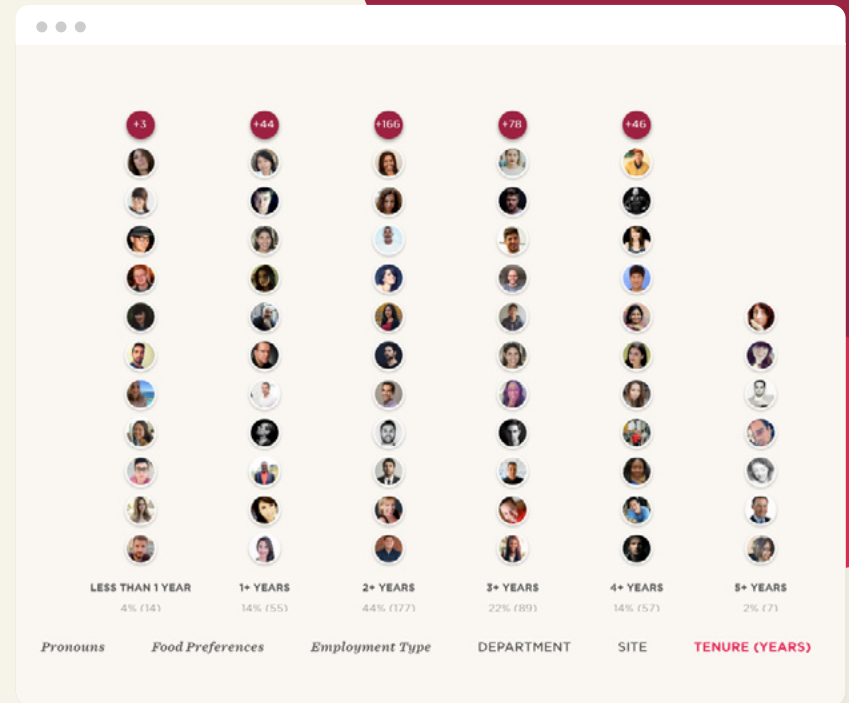 +3 +44 +166 +78 +46
LESS THAN 1 YEAR 1+ YEARS 2+ YEARS 3+ YEARS 4+ YEARS 5+ YEARS
4% (14) 14% (55) 44% (177) 22% (89) 14% (57) 2% (7)
Pronouns Food Preferences Employment Type DEPARTMENT SITE TENURE (YEARS)